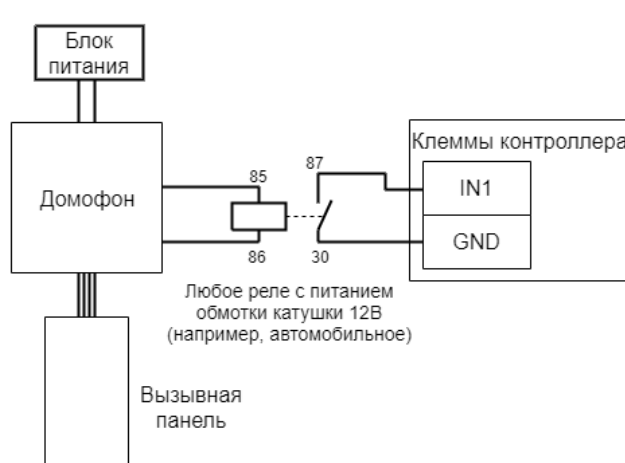 Блок
питания
Домофон
85
86
87
30
Клеммы контроллера
IN1
GND
Любое реле с питанием
обмотки катушки 12В
(например, автомобильное)
Вызывная
панель